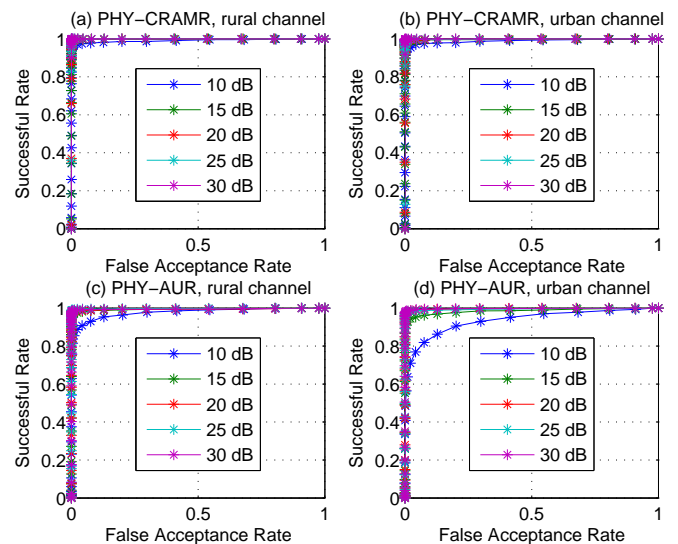 (a) PHY−CRAMR, rural channel
1
0.8
0.6
0.4
0.2
0
Successful Rate
10 dB
15 dB
20 dB
25 dB
30 dB
0 0.5 1
False Acceptance Rate
(b) PHY−CRAMR, urban channel
1
0.8
0.6
0.4
0.2
0
Successful Rate
10 dB
15 dB
20 dB
25 dB
30 dB
0 0.5 1
False Acceptance Rate
(c) PHY−AUR, rural channel
1
0.8
0.6
0.4
0.2
0
Successful Rate
10 dB
15 dB
20 dB
25 dB
30 dB
0 0.5 1
False Acceptance Rate
(d) PHY−AUR, urban channel
1
0.8
0.6
0.4
0.2
0
Successful Rate
10 dB
15 dB
20 dB
25 dB
30 dB
0 0.5 1
False Acceptance Rate